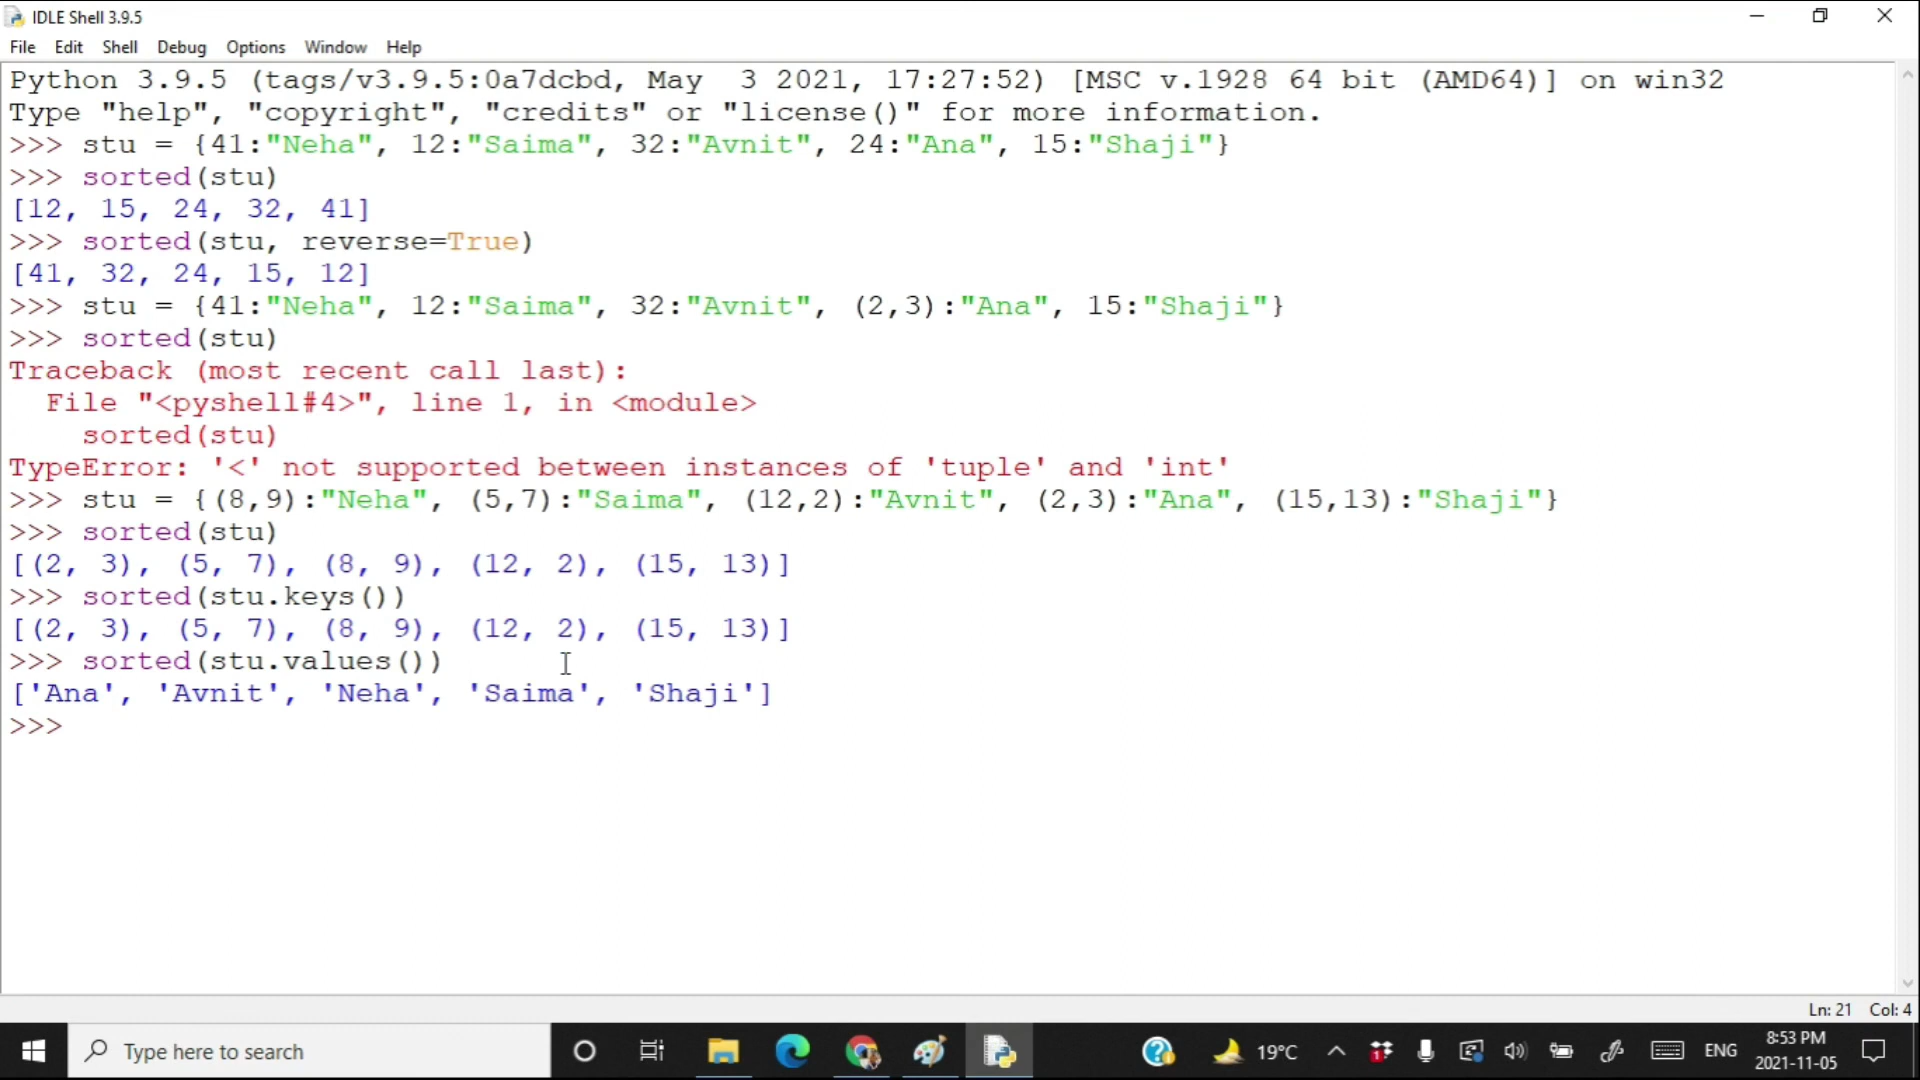 IDLE Shell 3.9.5
File Edit Shell Debug Options Window Help
Python 3.9.5 (tags/v3.9.5:0a7dcbd, May  3 2021, 17:27:52) [MSC v.1928 64 bit (AMD64)] on win32
Type "help", "copyright", "credits" or "license()" for more information.
>>> stu = {41:"Neha", 12:"Saima", 32:"Avnit", 24:"Ana", 15:"Shaji"}
>>> sorted(stu)
[12, 15, 24, 32, 41]
>>> sorted(stu, reverse=True)
[41, 32, 24, 15, 12]
>>> stu = {41:"Neha", 12:"Saima", 32:"Avnit", (2,3):"Ana", 15:"Shaji"}
>>> sorted(stu)
Traceback (most recent call last):
  File "<pyshell#4>", line 1, in <module>
    sorted(stu)
TypeError: '<' not supported between instances of 'tuple' and 'int'
>>> stu = {(8,9):"Neha", (5,7):"Saima", (12,2):"Avnit", (2,3):"Ana", (15,13):"Shaji"}
>>> sorted(stu)
[(2, 3), (5, 7), (8, 9), (12, 2), (15, 13)]
>>> sorted(stu.keys())
[(2, 3), (5, 7), (8, 9), (12, 2), (15, 13)]
>>> sorted(stu.values())
['Ana', 'Avnit', 'Neha', 'Saima', 'Shaji']
>>>
Ln: 21 Col: 4
Type here to search
19°C
ENG
8:53 PM
2021-11-05